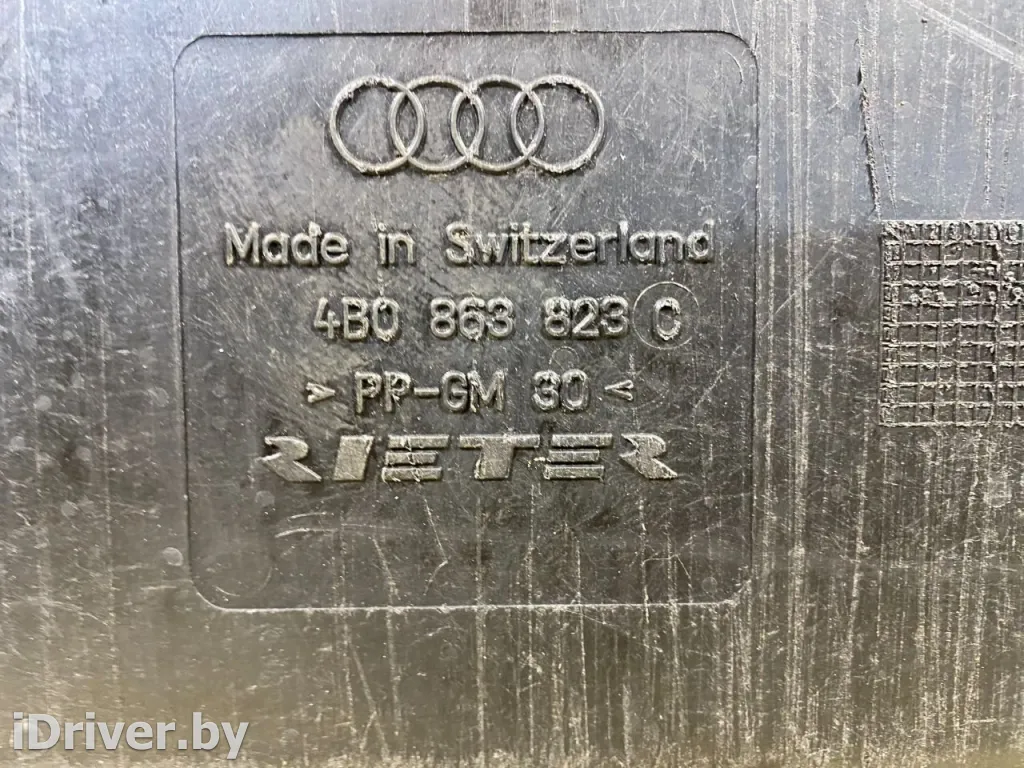 Made in Switzerland
4B0 863 823 C
> PP-GM 30 <
RIETER
iDriver.by